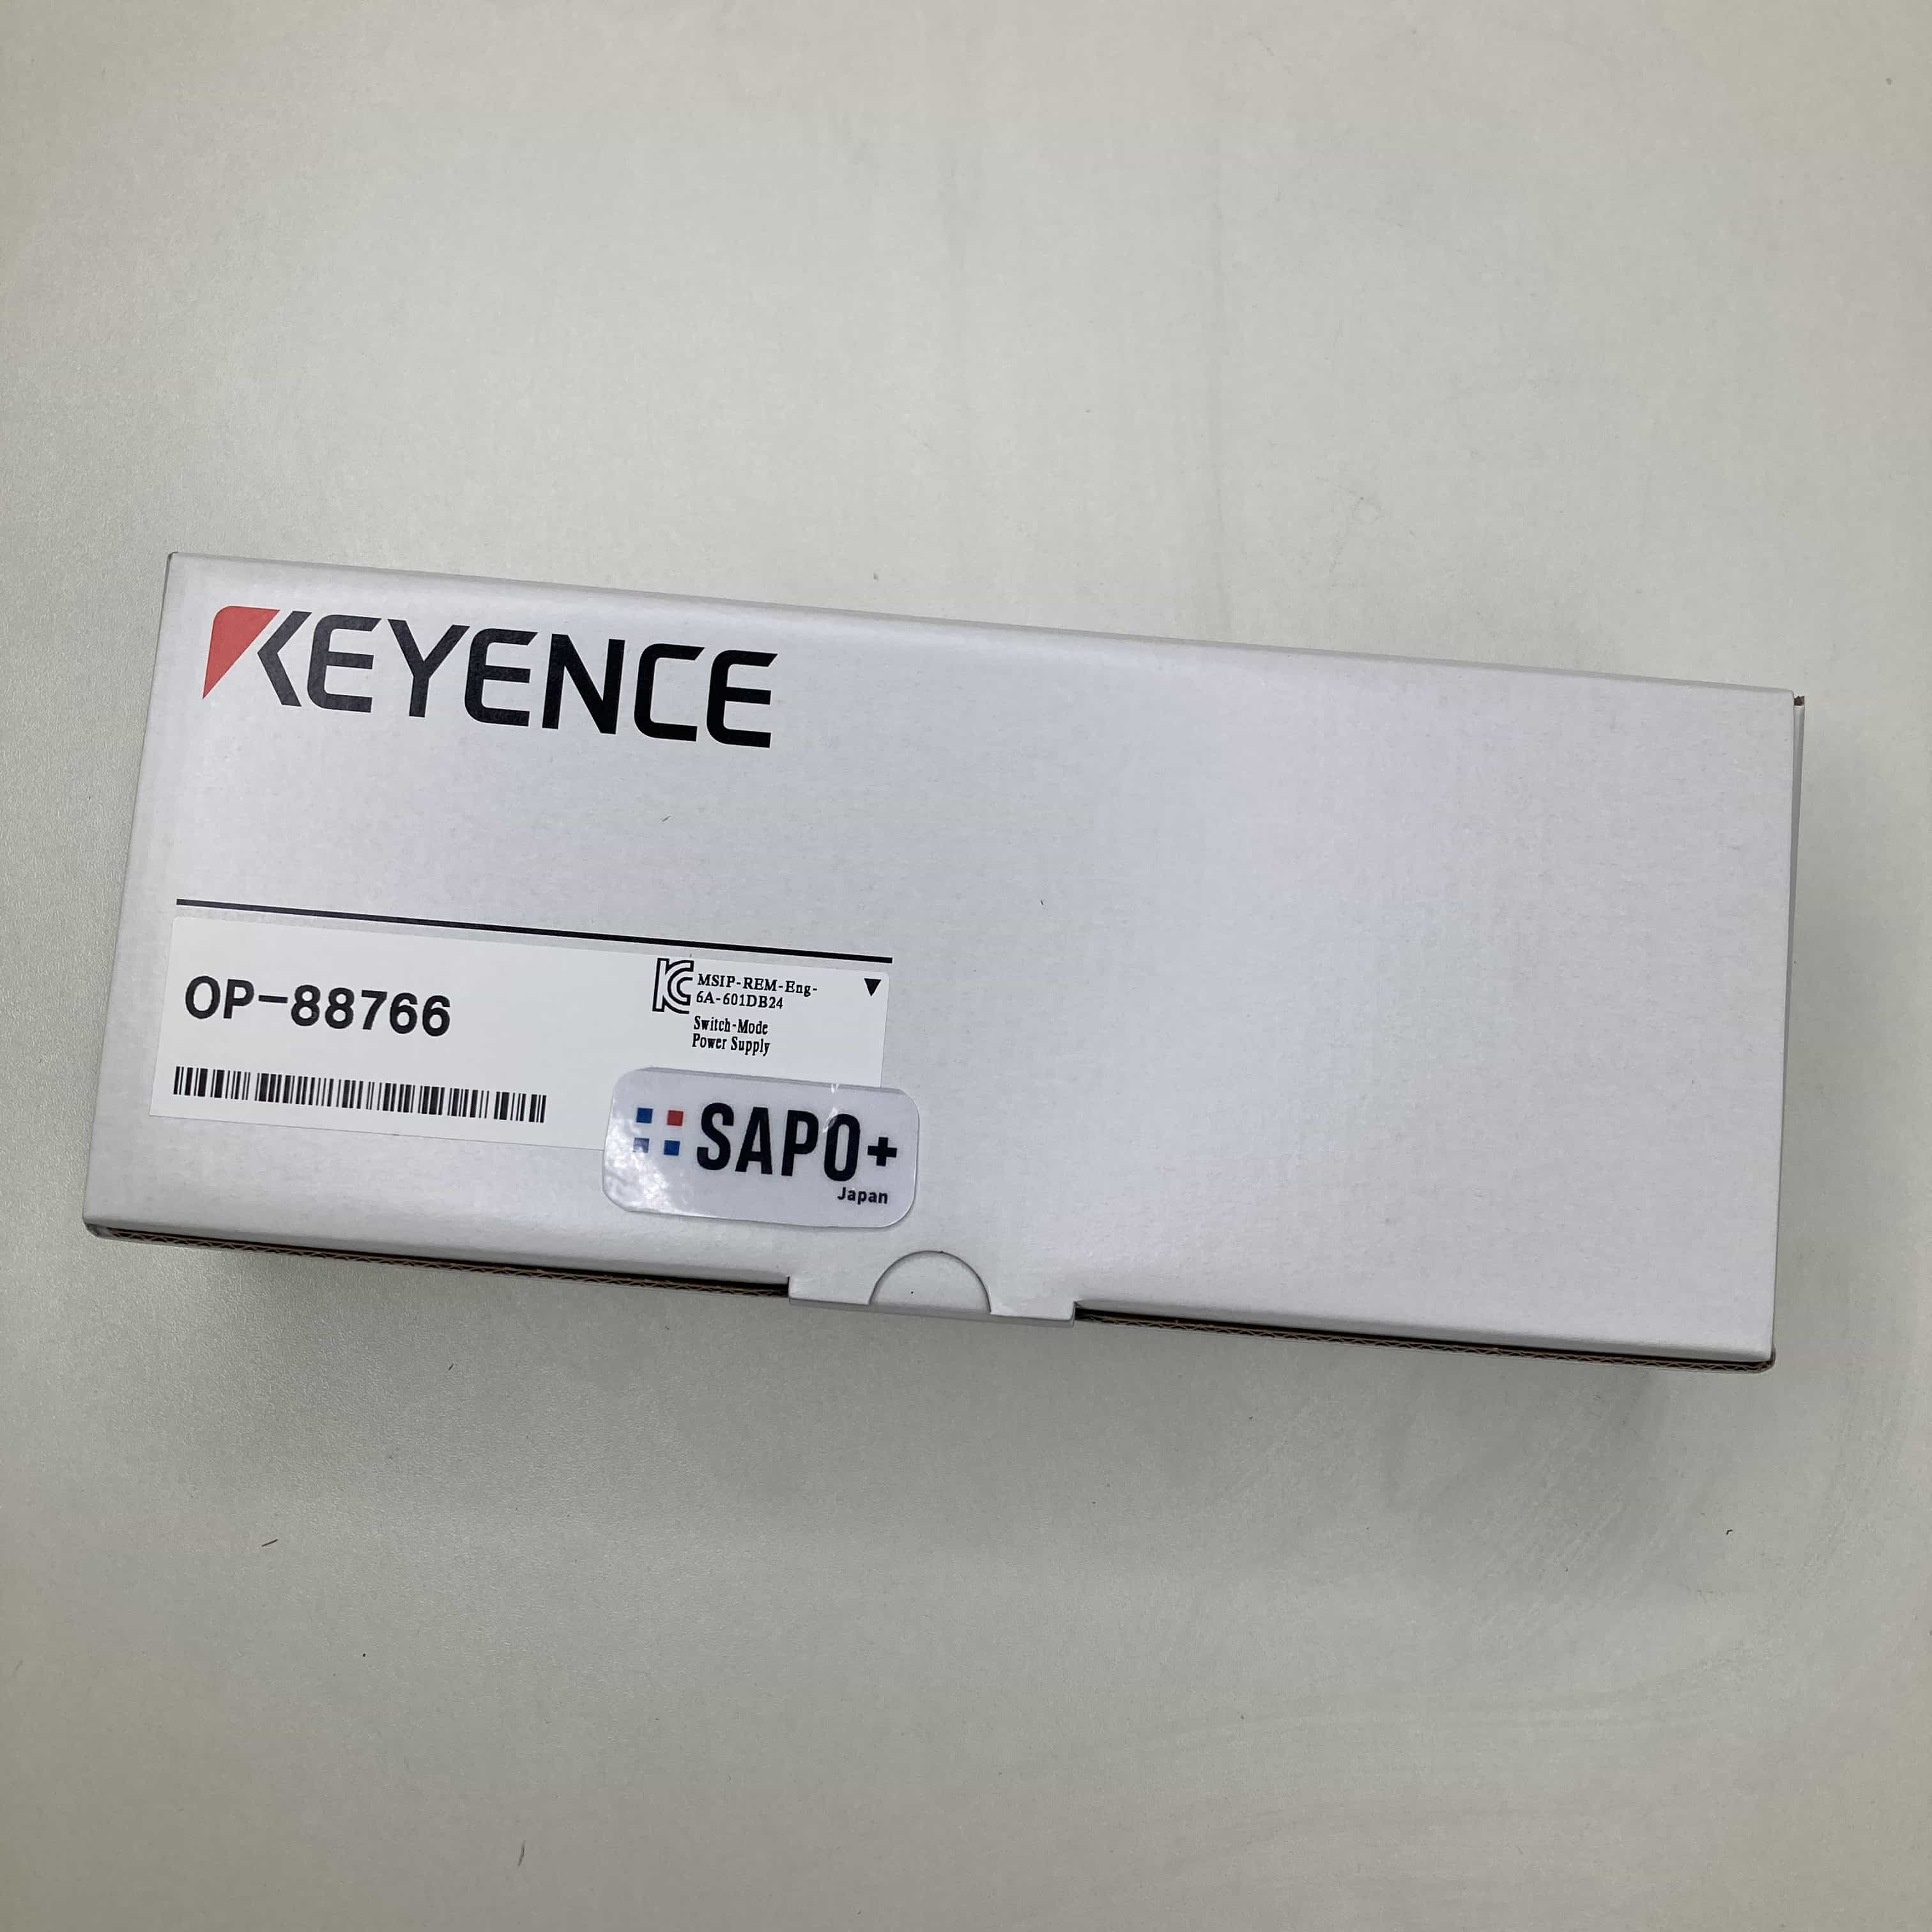 KEYENCE
OP-88766
MSIP-REM-Eng-
6A-601DB24
Switch-Mode
Power Supply
▼
SAPO+
Japan